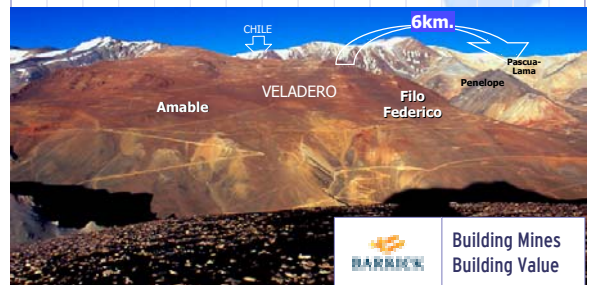 6km.
CHILE
Pascua-
Lama
Penelope
VELADERO
Filo
Federico
Amable
BARRICK
Building Mines
Building Value